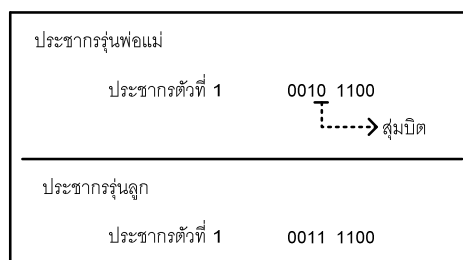 ประชากรรุ่นพ่อแม่
ประชากรตัวที่ 1 0010 1100
สุ่มบิต
ประชากรรุ่นลูก
ประชากรตัวที่ 1 0011 1100